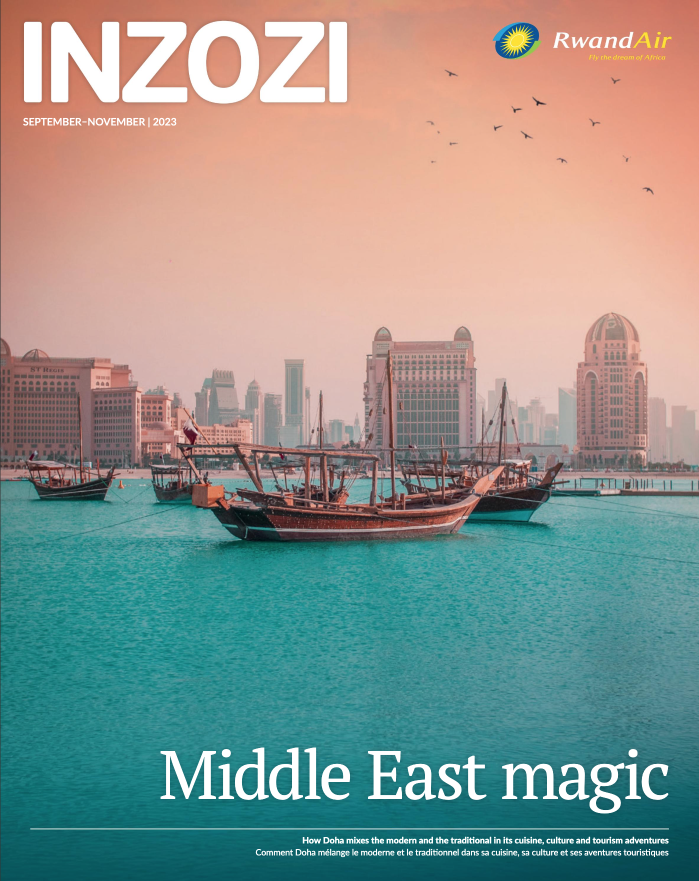 INZOZI
RwandAir
Fly the dream of Africa
SEPTEMBER–NOVEMBER | 2023
ST REGIS
Middle East magic
How Doha mixes the modern and the traditional in its cuisine, culture and tourism adventures
Comment Doha mélange le moderne et le traditionnel dans sa cuisine, sa culture et ses aventures touristiques